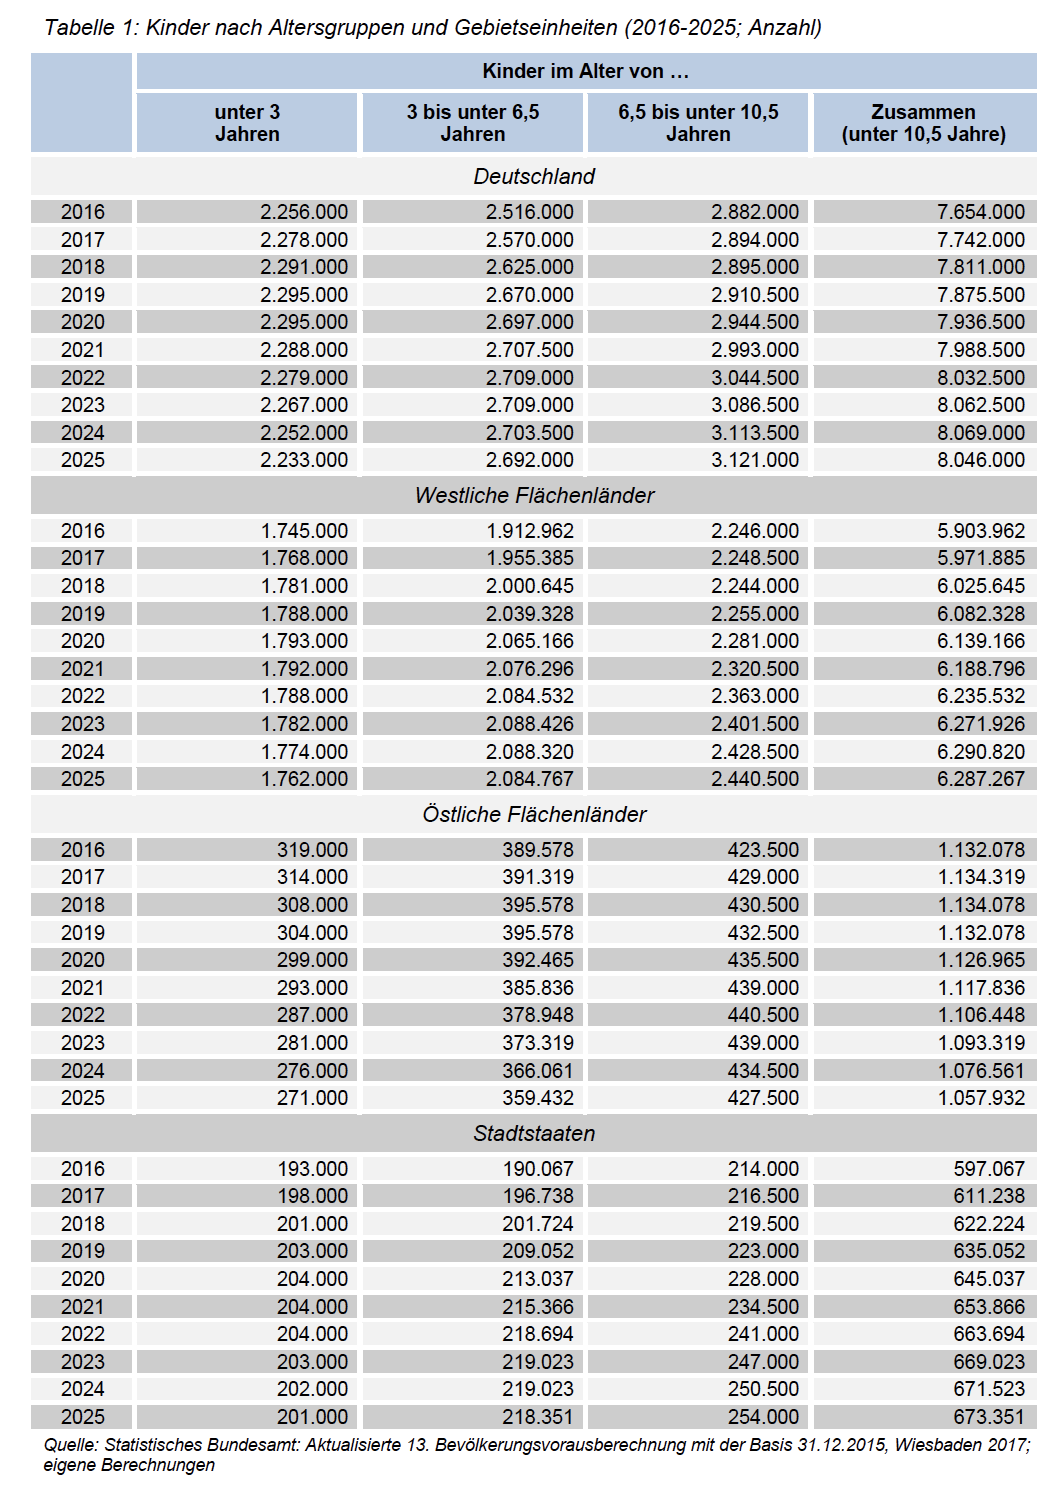 Tabelle 1: Kinder nach Altersgruppen und Gebietseinheiten (2016-2025; Anzahl)
Kinder im Alter von …
unter 3 Jahren 3 bis unter 6,5 Jahren 6,5 bis unter 10,5 Jahren Zusammen (unter 10,5 Jahre)
Deutschland
2016 2.256.000 2.516.000 2.882.000 7.654.000
2017 2.278.000 2.570.000 2.894.000 7.742.000
2018 2.291.000 2.625.000 2.895.000 7.811.000
2019 2.295.000 2.670.000 2.910.500 7.875.500
2020 2.295.000 2.697.000 2.944.500 7.936.500
2021 2.288.000 2.707.500 2.993.000 7.988.500
2022 2.279.000 2.709.000 3.044.500 8.032.500
2023 2.267.000 2.709.000 3.086.500 8.062.500
2024 2.252.000 2.703.500 3.113.500 8.069.000
2025 2.233.000 2.692.000 3.121.000 8.046.000
Westliche Flächenländer
2016 1.745.000 1.912.962 2.246.000 5.903.962
2017 1.768.000 1.955.385 2.248.500 5.971.885
2018 1.781.000 2.000.645 2.244.000 6.025.645
2019 1.788.000 2.039.328 2.255.000 6.082.328
2020 1.793.000 2.065.166 2.281.000 6.139.166
2021 1.792.000 2.076.296 2.320.500 6.188.796
2022 1.788.000 2.084.532 2.363.000 6.235.532
2023 1.782.000 2.088.426 2.401.500 6.271.926
2024 1.774.000 2.088.320 2.428.500 6.290.820
2025 1.762.000 2.084.767 2.440.500 6.287.267
Östliche Flächenländer
2016 319.000 389.578 423.500 1.132.078
2017 314.000 391.319 429.000 1.134.319
2018 308.000 395.578 430.500 1.134.078
2019 304.000 395.578 432.500 1.132.078
2020 299.000 392.465 435.500 1.126.965
2021 293.000 385.836 439.000 1.117.836
2022 287.000 378.948 440.500 1.106.448
2023 281.000 373.319 439.000 1.093.319
2024 276.000 366.061 434.500 1.076.561
2025 271.000 359.432 427.500 1.057.932
Stadtstaaten
2016 193.000 190.067 214.000 597.067
2017 198.000 196.738 216.500 611.238
2018 201.000 201.724 219.500 622.224
2019 203.000 209.052 223.000 635.052
2020 204.000 213.037 228.000 645.037
2021 204.000 215.366 234.500 653.866
2022 204.000 218.694 241.000 663.694
2023 203.000 219.023 247.000 669.023
2024 202.000 219.023 250.500 671.523
2025 201.000 218.351 254.000 673.351
Quelle: Statistisches Bundesamt: Aktualisierte 13. Bevölkerungsvorausberechnung mit der Basis 31.12.2015, Wiesbaden 2017;
eigene Berechnungen